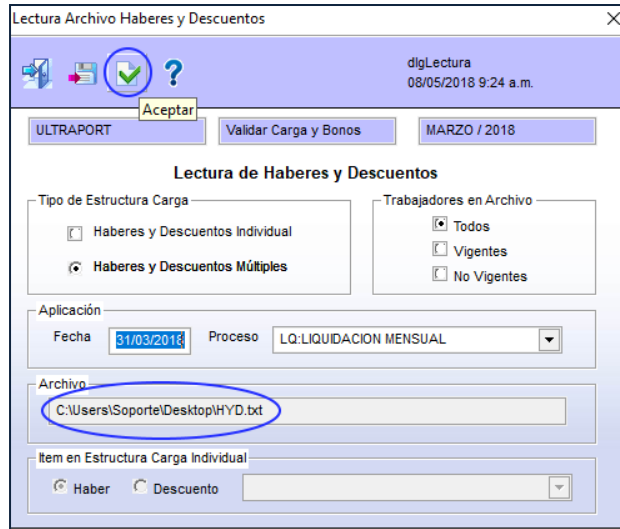 Lectura Archivo Haberes y Descuentos
dlgLectura
08/05/2018 9:24 a.m.
Aceptar
ULTRAPORT
Validar Carga y Bonos
MARZO / 2018
Lectura de Haberes y Descuentos
Tipo de Estructura Carga
Haberes y Descuentos Individual
Haberes y Descuentos Múltiples
Trabajadores en Archivo
Todos
Vigentes
No Vigentes
Aplicación
Fecha 31/03/2018 Proceso LQ:LIQUIDACION MENSUAL
Archivo
C:\Users\Soporte\Desktop\HYD.txt
Item en Estructura Carga Individual
Haber Descuento